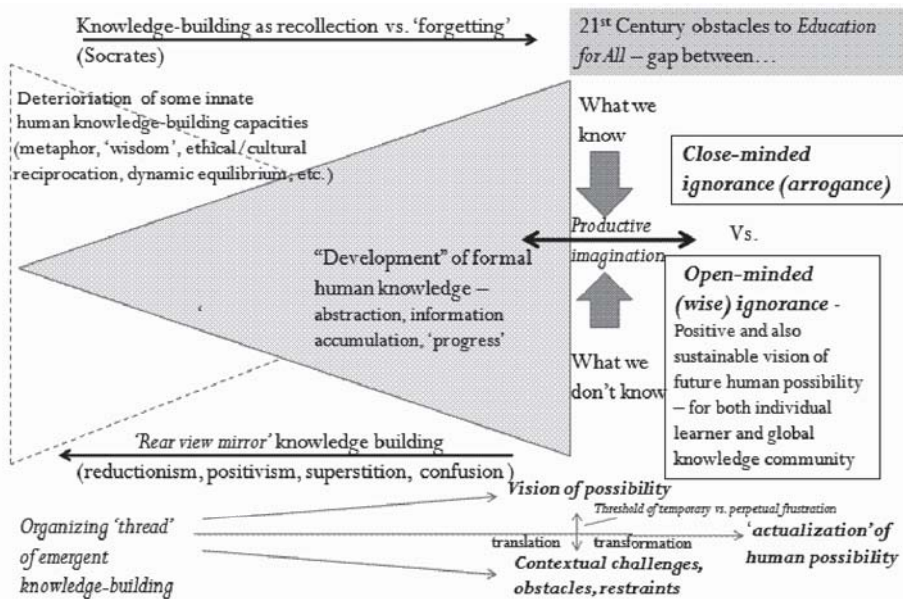 Knowledge-building as recollection vs. ‘forgetting’
(Socrates)
21st Century obstacles to Education
for All – gap between…
Deterioriation of some innate
human knowledge-building capacities
(metaphor, ‘wisdom’, ethical/cultural
reciprocation, dynamic equilibrium, etc.)
What we
know
Close-minded
ignorance (arrogance)
Productive
imagination
Vs.
“Development” of formal
human knowledge –
abstraction, information
accumulation, ‘progress’
‘
What we
don’t know
Open-minded
(wise) ignorance -
Positive and also
sustainable vision of
future human possibility
– for both individual
learner and global
knowledge community
‘Rear view mirror’ knowledge building
(reductionism, positivism, superstition, confusion)
Organizing ‘thread’
of emergent
knowledge-building
Vision of possibility
Threshold of temporary vs. perpetual frustration
translation
transformation
Contextual challenges,
obstacles, restraints
‘actualization’ of
human possibility